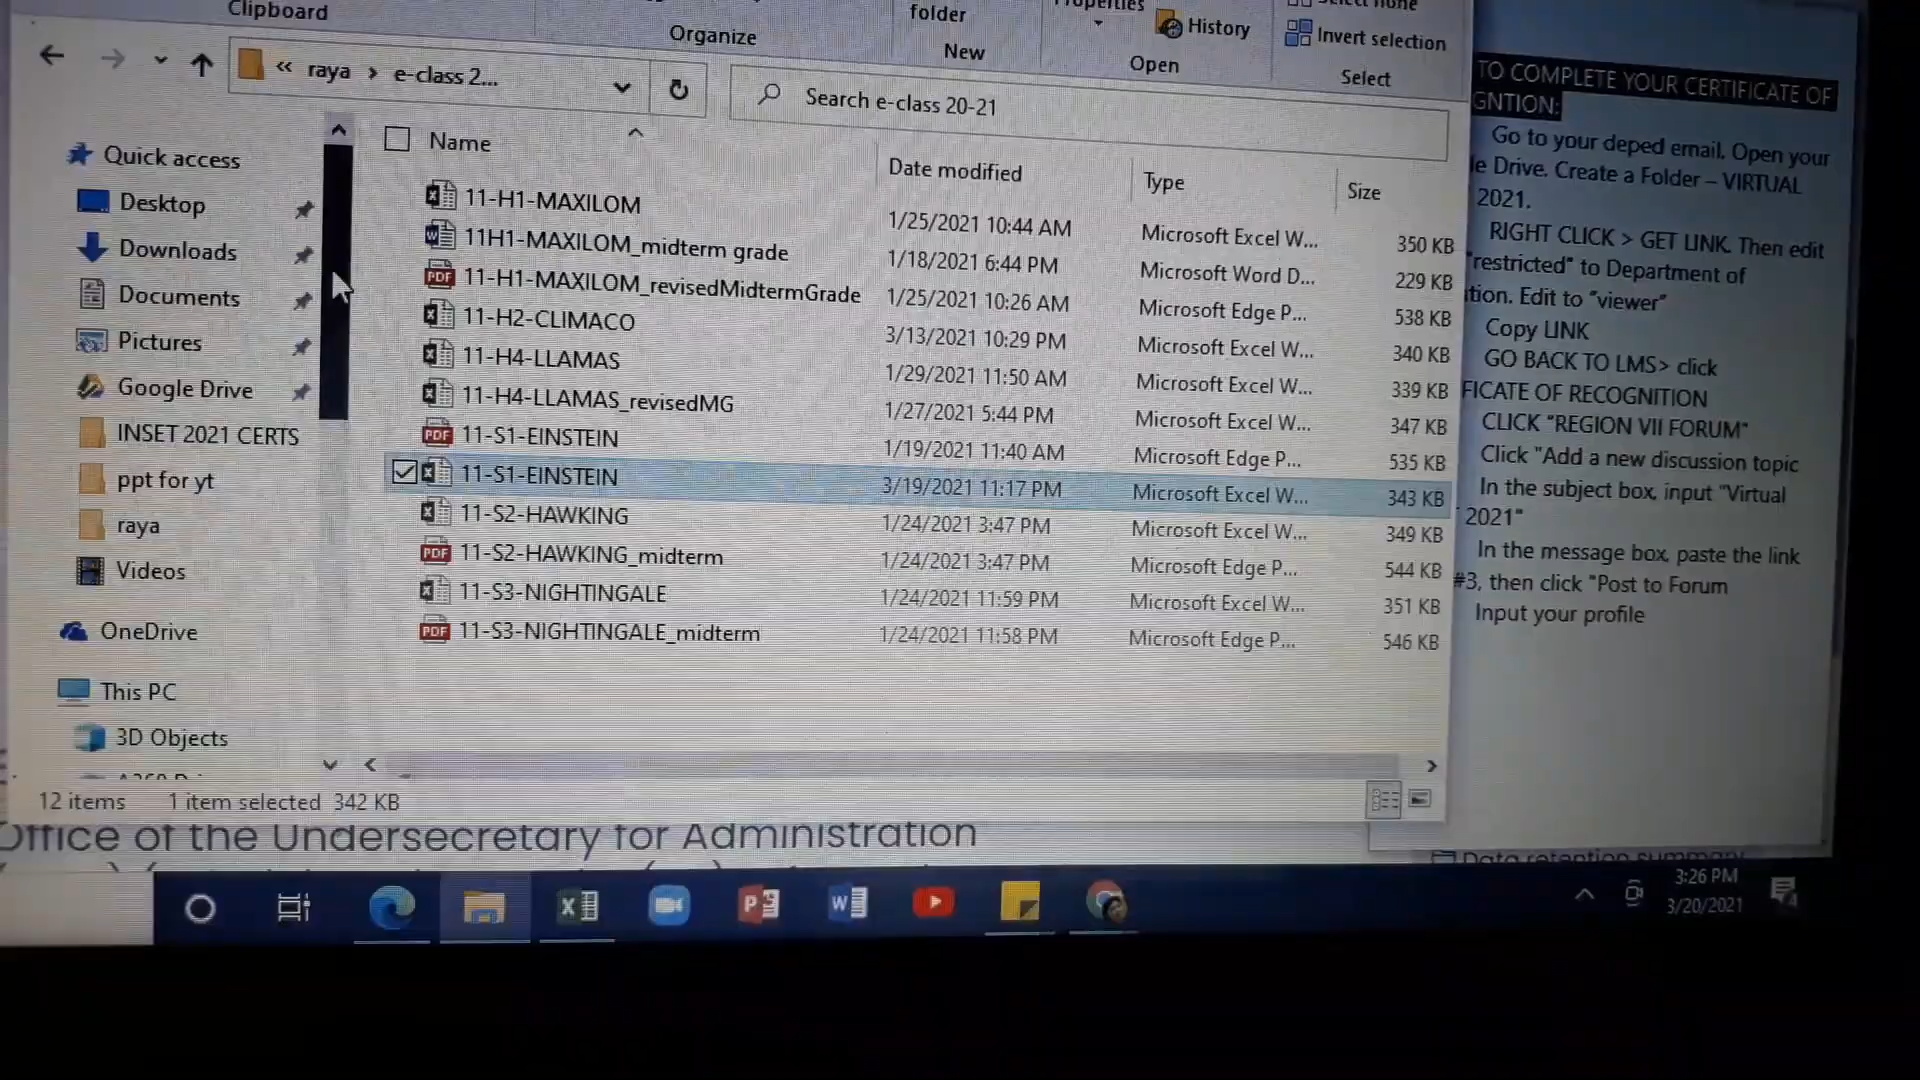 Clipboard
Organize
folder
New
Properties
History
Open
Select none
Invert selection
Select
« raya > e-class 2...
Search e-class 20-21
Quick access
Desktop
Downloads
Documents
Pictures
Google Drive
INSET 2021 CERTS
ppt for yt
raya
Videos
OneDrive
This PC
3D Objects
Name Date modified Type Size
11-H1-MAXILOM 1/25/2021 10:44 AM Microsoft Excel W... 350 KB
11H1-MAXILOM_midterm grade 1/18/2021 6:44 PM Microsoft Word D... 229 KB
PDF 11-H1-MAXILOM_revisedMidtermGrade 1/25/2021 10:26 AM Microsoft Edge P... 538 KB
11-H2-CLIMACO 3/13/2021 10:29 PM Microsoft Excel W... 340 KB
11-H4-LLAMAS 1/29/2021 11:50 AM Microsoft Excel W... 339 KB
11-H4-LLAMAS_revisedMG 1/27/2021 5:44 PM Microsoft Excel W... 347 KB
PDF 11-S1-EINSTEIN 1/19/2021 11:40 AM Microsoft Edge P... 535 KB
11-S1-EINSTEIN 3/19/2021 11:17 PM Microsoft Excel W... 343 KB
11-S2-HAWKING 1/24/2021 3:47 PM Microsoft Excel W... 349 KB
PDF 11-S2-HAWKING_midterm 1/24/2021 3:47 PM Microsoft Edge P... 544 KB
11-S3-NIGHTINGALE 1/24/2021 11:59 PM Microsoft Excel W... 351 KB
PDF 11-S3-NIGHTINGALE_midterm 1/24/2021 11:58 PM Microsoft Edge P... 546 KB
12 items 1 item selected 342 KB
TO COMPLETE YOUR CERTIFICATE OF
GNTION:
Go to your deped email. Open your
le Drive. Create a Folder – VIRTUAL
2021.
RIGHT CLICK > GET LINK. Then edit
"restricted" to Department of
tion. Edit to "viewer"
Copy LINK
GO BACK TO LMS> click
FICATE OF RECOGNITION
CLICK "REGION VII FORUM"
Click "Add a new discussion topic
In the subject box, input "Virtual
2021"
In the message box, paste the link
#3, then click "Post to Forum
Input your profile
Office of the Undersecretary for Administration
Data retention summary
3:26 PM
3/20/2021